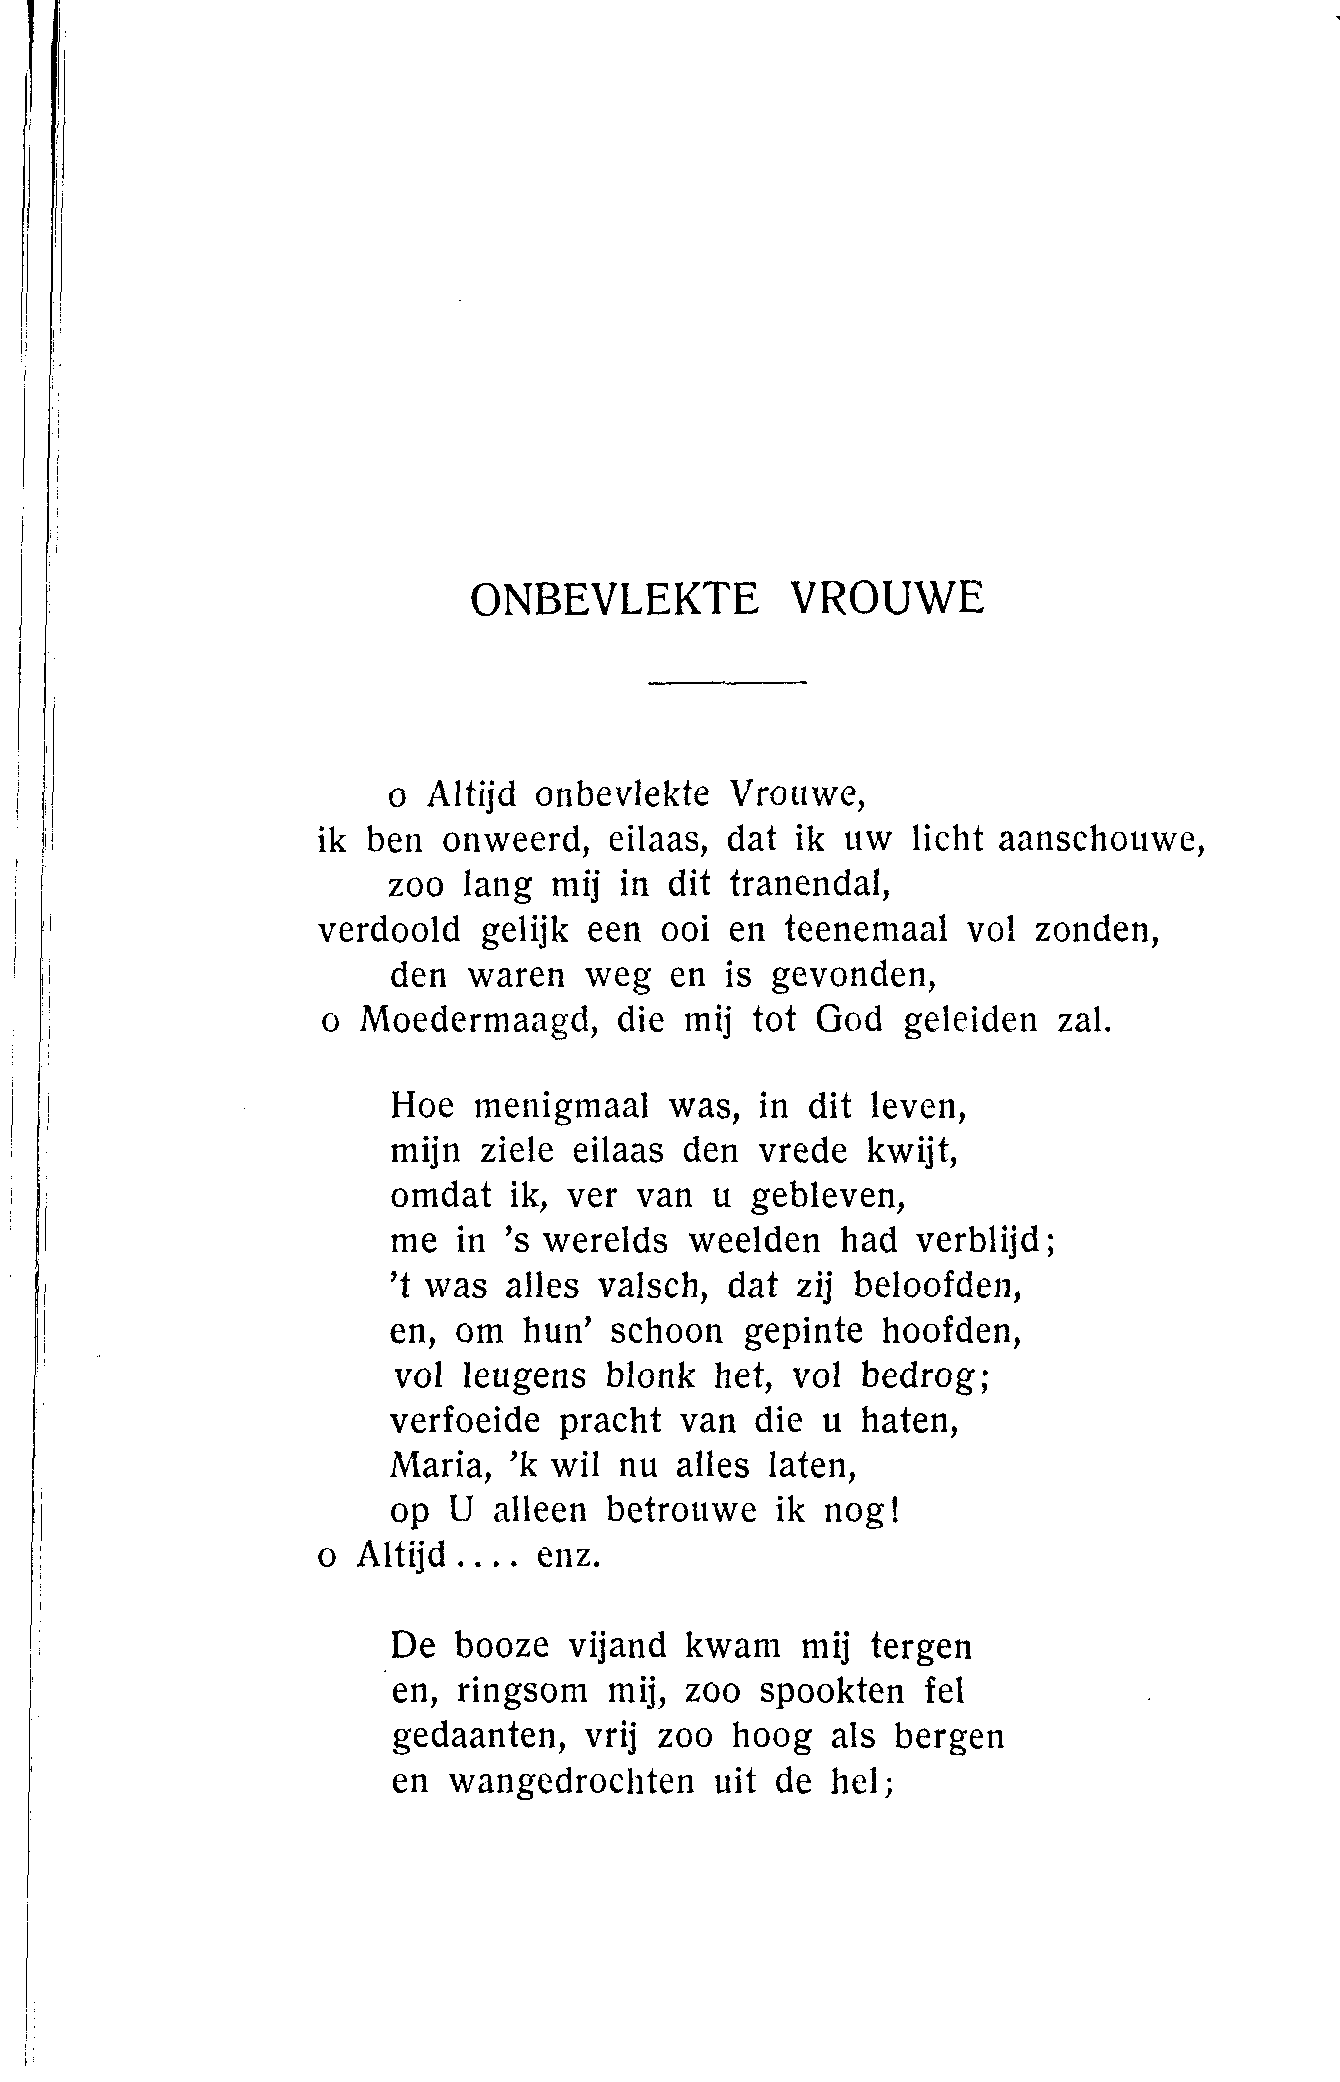 ONBEVLEKTE VROUWE
o Altijd onbevlekte Vrouwe,
ik ben onweerd, eilaas, dat ik uw licht aanschouwe,
zoo lang mij in dit tranendal,
verdoold gelijk een ooi en teenemaal vol zonden,
den waren weg en is gevonden,
o Moedermaagd, die mij tot God geleiden zal.
Hoe menigmaal was, in dit leven,
mijn ziele eilaas den vrede kwijt,
omdat ik, ver van u gebleven,
me in 's werelds weelden had verblijd;
't was alles valsch, dat zij beloofden,
en, om hun' schoon gepinte hoofden,
vol leugens blonk het, vol bedrog;
verfoeide pracht van die u haten,
Maria, 'k wil nu alles laten,
op U alleen betrouwe ik nog!
o Altijd.... enz.
De booze vijand kwam mij tergen
en, ringsom mij, zoo spookten fel
gedaanten, vrij zoo hoog als bergen
en wangedrochten uit de hel;